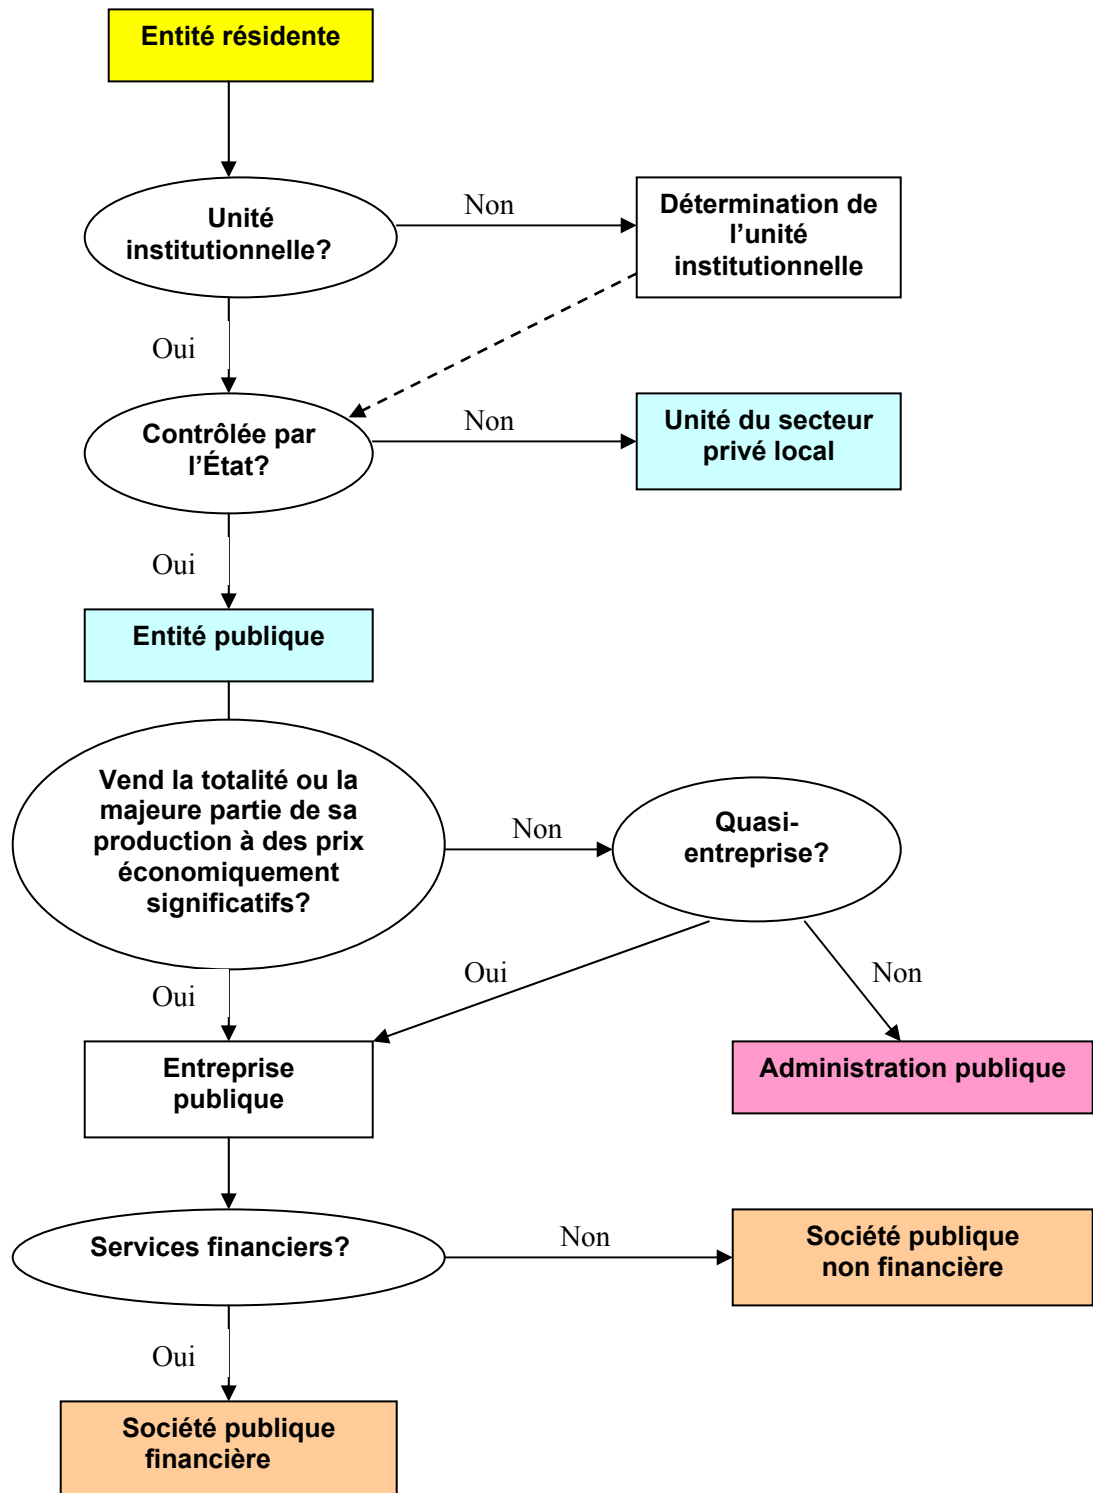 Entité résidente
Unité
institutionnelle?
Non
Détermination de
l'unité
institutionnelle
Oui
Contrôlée par
l'État?
Non
Unité du secteur
privé local
Oui
Entité publique
Vend la totalité ou la
majeure partie de sa
production à des prix
économiquement
significatifs?
Non
Quasi-
entreprise?
Oui
Oui
Non
Entreprise
publique
Administration publique
Services financiers?
Non
Société publique
non financière
Oui
Société publique
financière